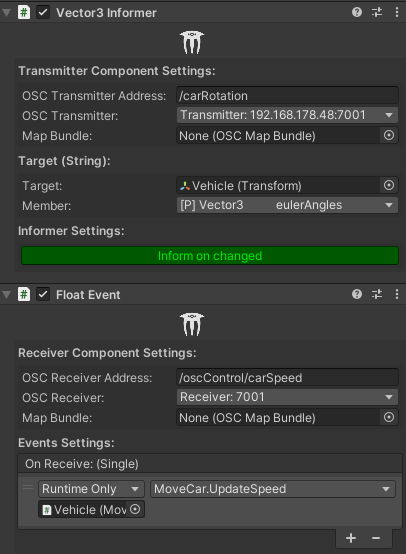 Vector3 Informer
Transmitter Component Settings:
OSC Transmitter Address: /carRotation
OSC Transmitter: Transmitter: 192.168.178.48:7001
Map Bundle: None (OSC Map Bundle)
Target (String):
Target: Vehicle (Transform)
Member: [P] Vector3 eulerAngles
Informer Settings:
Inform on changed
Float Event
Receiver Component Settings:
OSC Receiver Address: /oscControl/carSpeed
OSC Receiver: Receiver: 7001
Map Bundle: None (OSC Map Bundle)
Events Settings:
On Receive: (Single)
Runtime Only MoveCar.UpdateSpeed
Vehicle (Mov